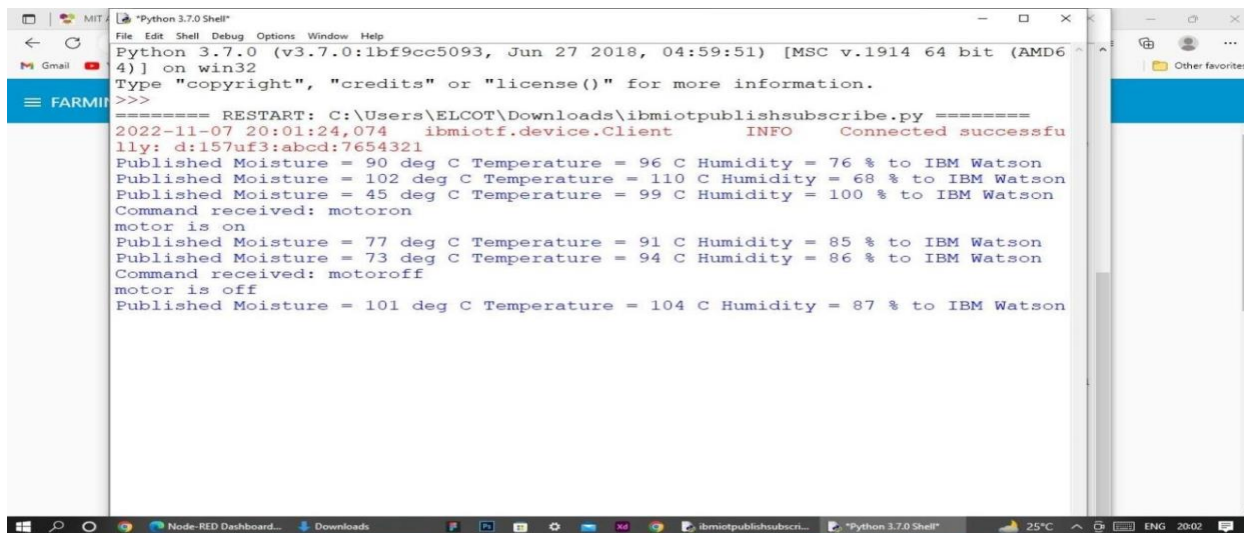 MIT
*Python 3.7.0 Shell*
File Edit Shell Debug Options Window Help
Python 3.7.0 (v3.7.0:1bf9cc5093, Jun 27 2018, 04:59:51) [MSC v.1914 64 bit (AMD6
4)] on win32
Type "copyright", "credits" or "license()" for more information.
>>>
======== RESTART: C:\Users\ELCOT\Downloads\ibmiotpublishsubscribe.py ========
2022-11-07 20:01:24,074 ibmiotf.device.Client INFO Connected successfu
lly: d:157uf3:abcd:7654321
Published Moisture = 90 deg C Temperature = 96 C Humidity = 76 % to IBM Watson
Published Moisture = 102 deg C Temperature = 110 C Humidity = 68 % to IBM Watson
Published Moisture = 45 deg C Temperature = 99 C Humidity = 100 % to IBM Watson
Command received: motoron
motor is on
Published Moisture = 77 deg C Temperature = 91 C Humidity = 85 % to IBM Watson
Published Moisture = 73 deg C Temperature = 94 C Humidity = 86 % to IBM Watson
Command received: motoroff
motor is off
Published Moisture = 101 deg C Temperature = 104 C Humidity = 87 % to IBM Watson
Gmail
Other favorites
FARMIN
Node-RED Dashboard... Downloads Ps Xd ibmiotpublishsubscri... *Python 3.7.0 Shell* 25°C ENG 20:02